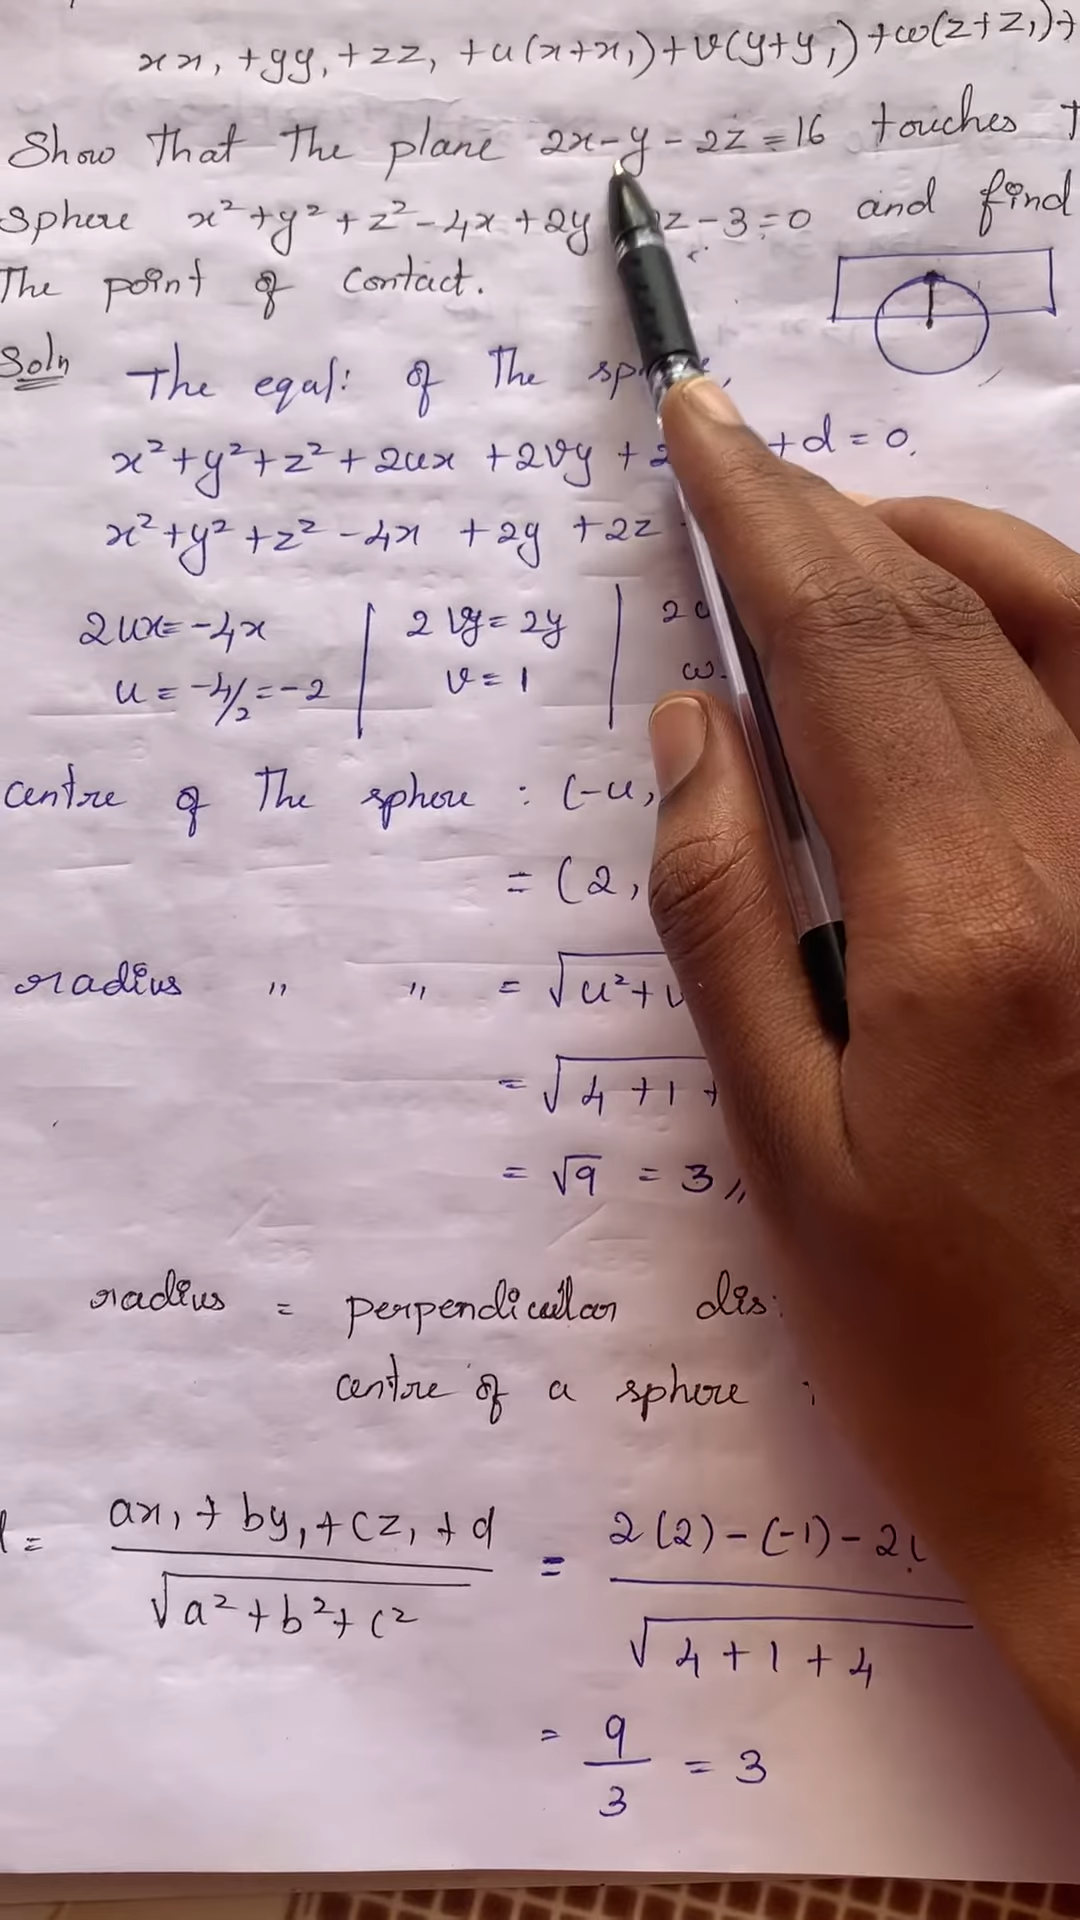 xx₁ + yy₁ + zz₁ + u(x+x₁) + v(y+y₁) + w(z+z₁) +
Show that the plane 2x - y - 2z = 16 touches
sphere x² + y² + z² - 4x + 2y z - 3 = 0 and find
The point of contact.
Soln The eqal: of The
x² + y² + z² + 2ux + 2vy + + d = 0.
x² + y² + z² - 4x + 2y + 2z
2ux = -4x | 2vy = 2y | 2
u = -4/2 = -2 | v = 1 | w
centre of The sphere : (-u,
= (2,
radius " " = √u² +
= √4 + 1 +
= √9 = 3 //
radius = perpendicular dis:
centre of a sphere
= ax₁ + by₁ + cz₁ + d / √a² + b² + c² = 2(2) - (-1) - 2( / √4 + 1 + 4
= 9/3 = 3